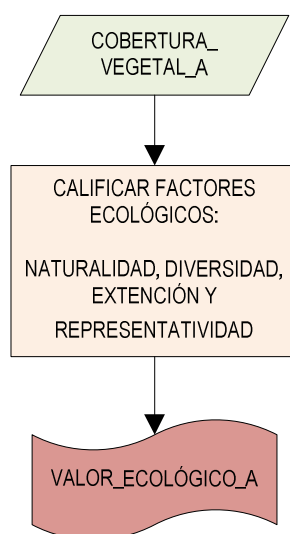 COBERTURA_
VEGETAL_A
CALIFICAR FACTORES
ECOLÓGICOS:
NATURALIDAD, DIVERSIDAD,
EXTENCIÓN Y
REPRESENTATIVIDAD
VALOR_ECOLÓGICO_A